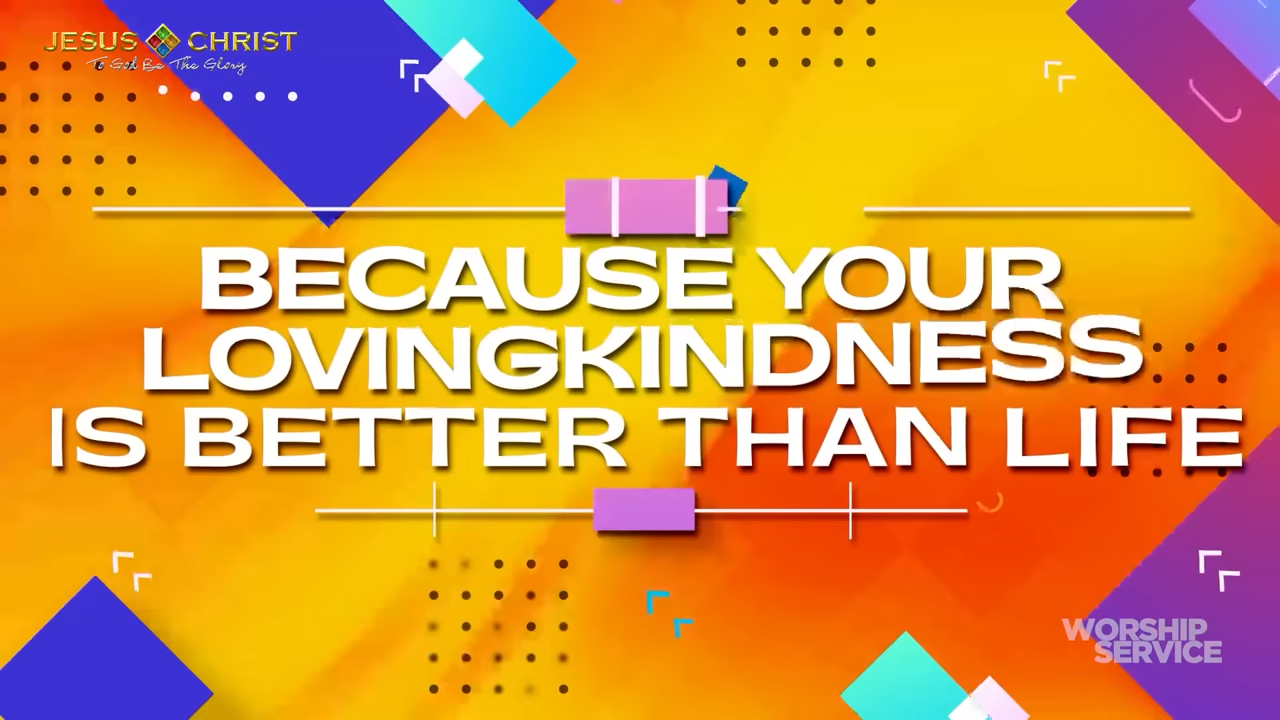 JESUS CHRIST
To God Be The Glory
BECAUSE YOUR
LOVINGKINDNESS
IS BETTER THAN LIFE
WORSHIP
SERVICE